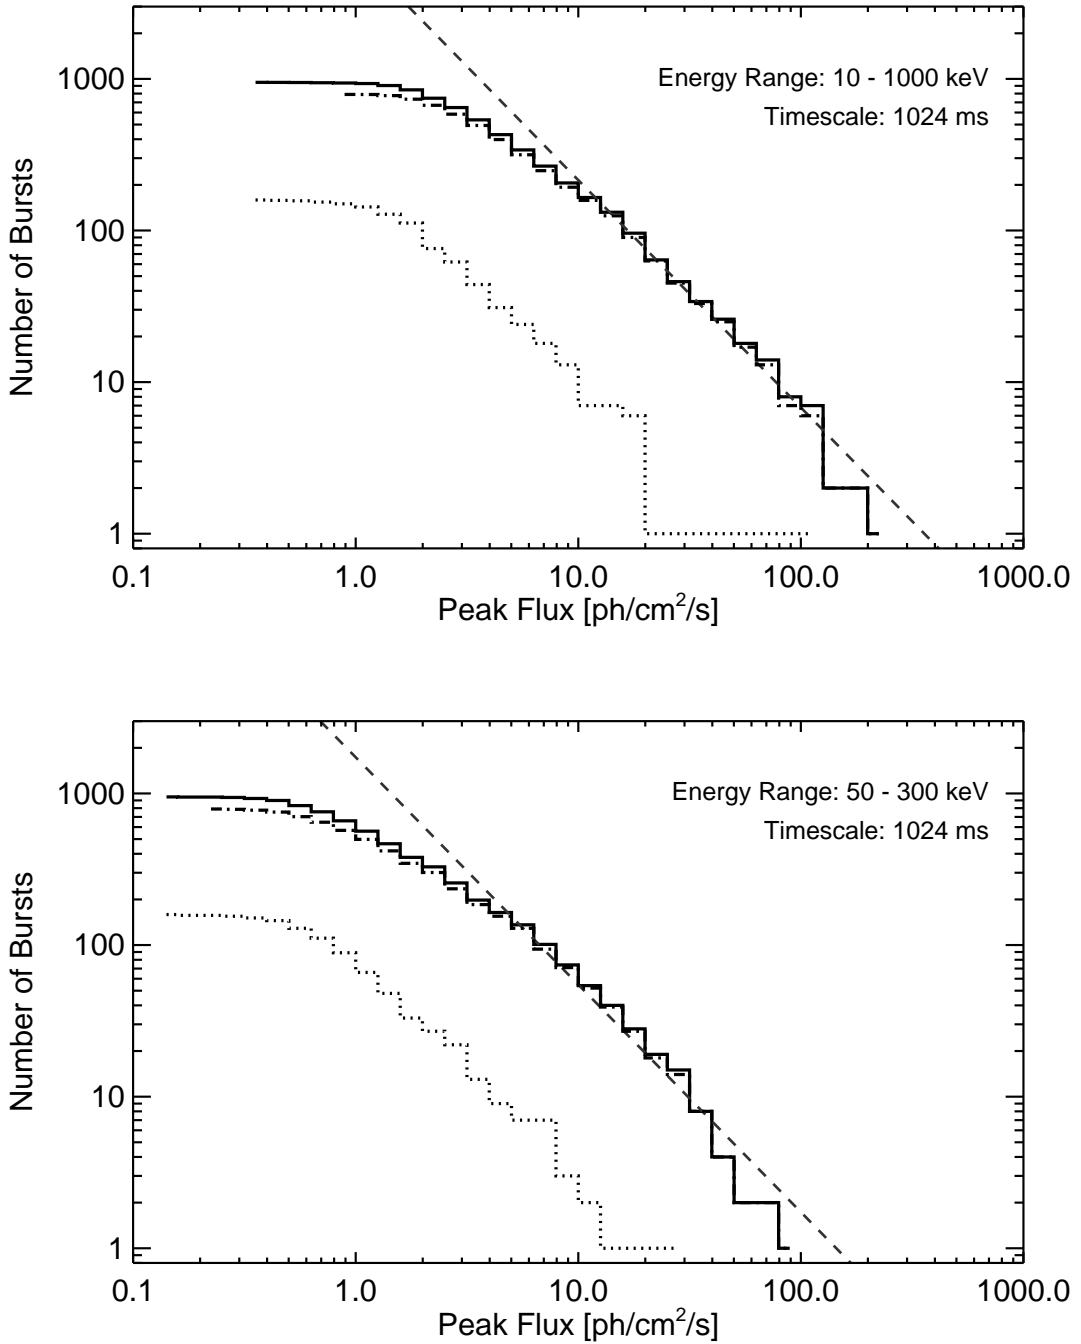 Energy Range: 10 - 1000 keV
Timescale: 1024 ms
Number of Bursts
1000
100
10
1
0.1 1.0 10.0 100.0 1000.0
Peak Flux [ph/cm²/s]
Energy Range: 50 - 300 keV
Timescale: 1024 ms
Number of Bursts
1000
100
10
1
0.1 1.0 10.0 100.0 1000.0
Peak Flux [ph/cm²/s]